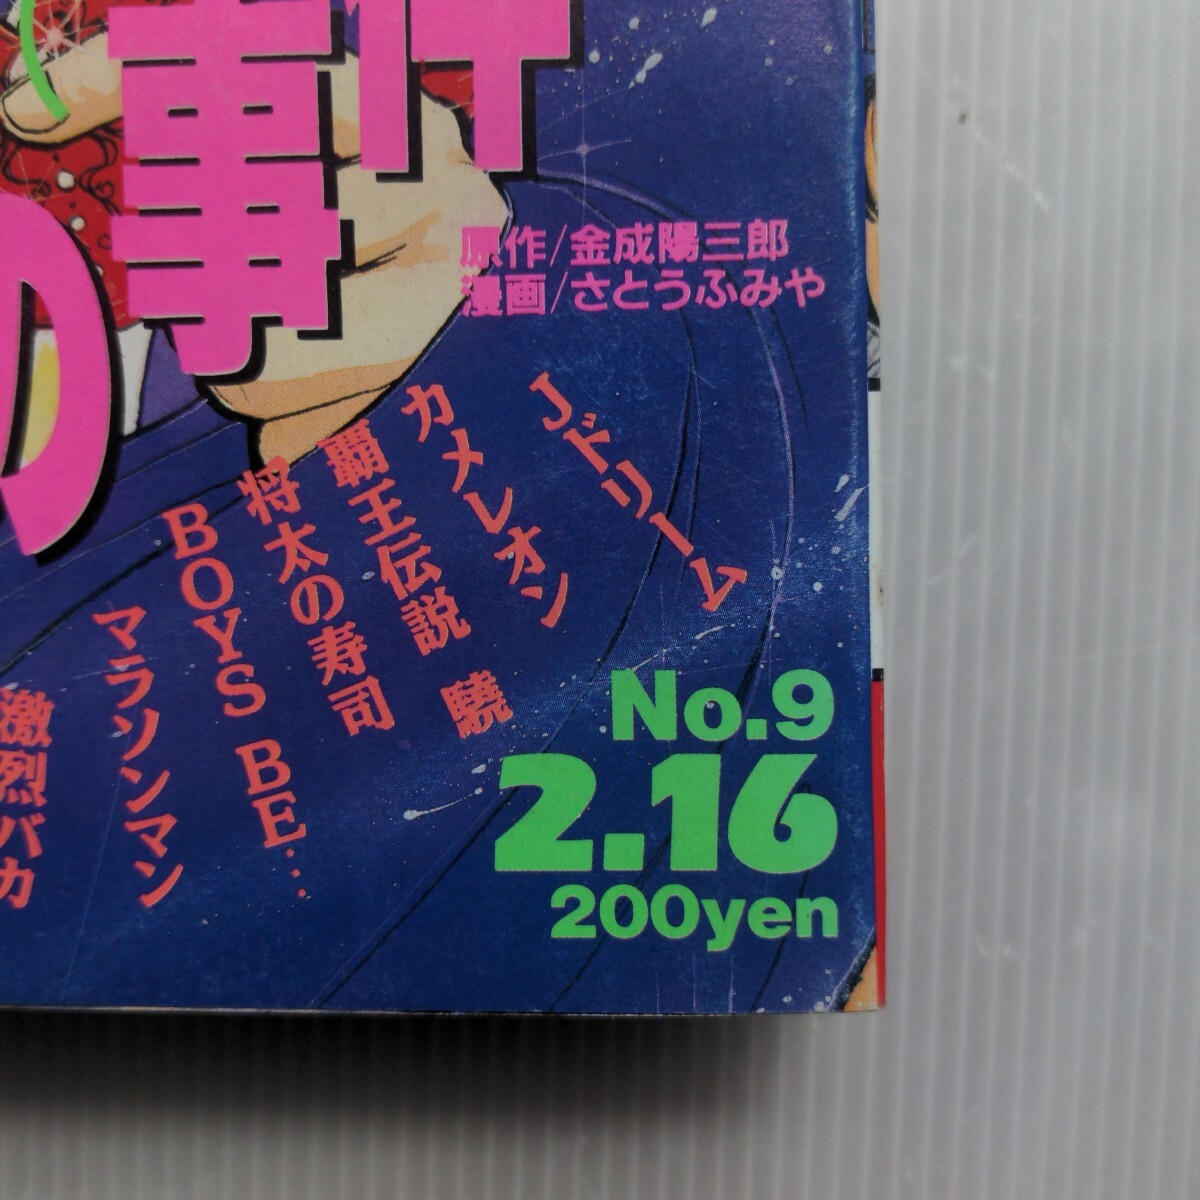 件
事
の
原作/金成陽三郎
漫画/さとうふみや
Jドリーム
カメレオン
覇王伝説 驍
将太の寿司
BOYS BE…
マラソンマン
激烈バカ
No.9
2.16
200yen